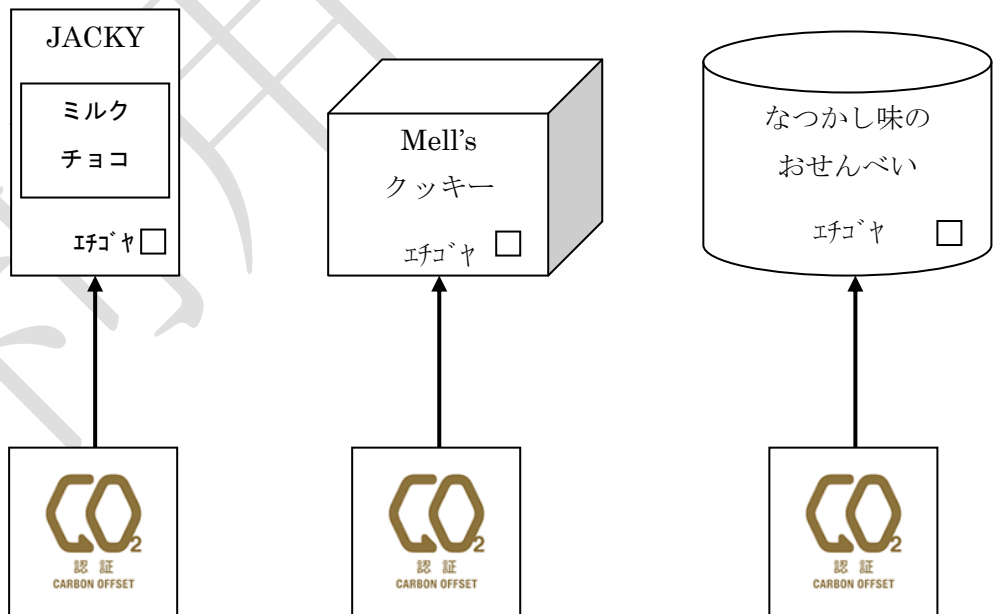 JACKY
ミルク
チョコ
ｴﾁｺﾞﾔ
Mell's
クッキー
ｴﾁｺﾞﾔ
なつかし味の
おせんべい
ｴﾁｺﾞﾔ
CO2
認証
CARBON OFFSET
CO2
認証
CARBON OFFSET
CO2
認証
CARBON OFFSET